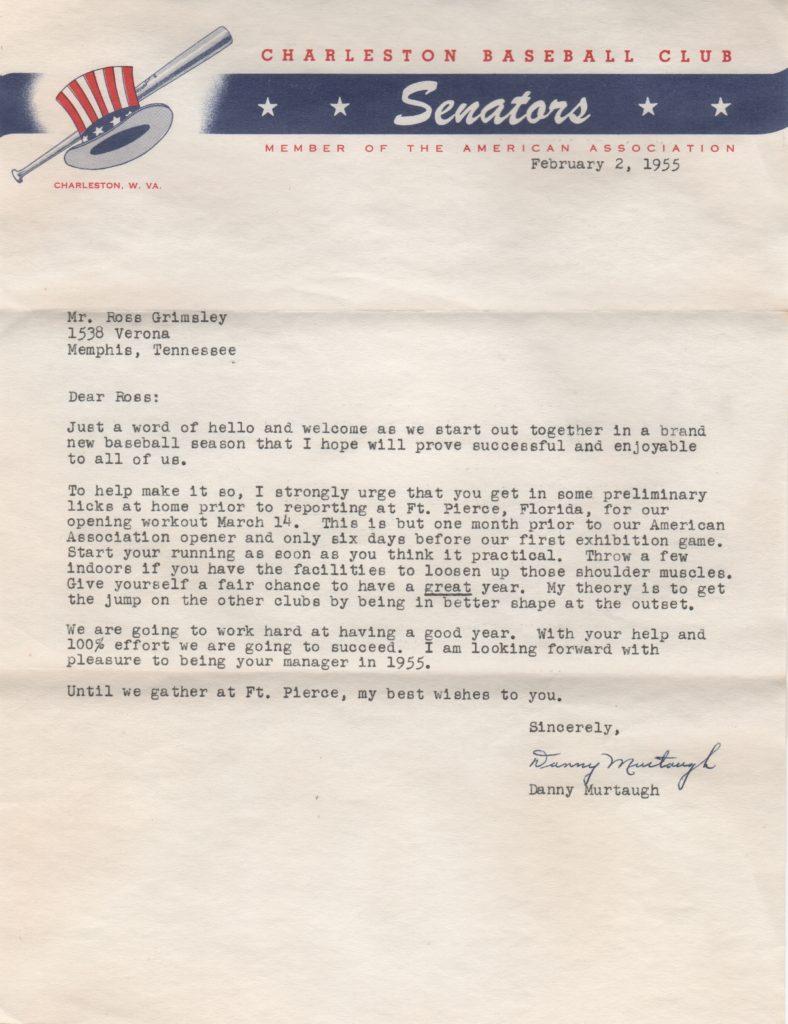 CHARLESTON BASEBALL CLUB
Senators
MEMBER OF THE AMERICAN ASSOCIATION
CHARLESTON, W. VA.
February 2, 1955
Mr. Ross Grimsley
1538 Verona
Memphis, Tennessee
Dear Ross:
Just a word of hello and welcome as we start out together in a brand
new baseball season that I hope will prove successful and enjoyable
to all of us.
To help make it so, I strongly urge that you get in some preliminary
licks at home prior to reporting at Ft. Pierce, Florida, for our
opening workout March 14. This is but one month prior to our American
Association opener and only six days before our first exhibition game.
Start your running as soon as you think it practical. Throw a few
indoors if you have the facilities to loosen up those shoulder muscles.
Give yourself a fair chance to have a great year. My theory is to get
the jump on the other clubs by being in better shape at the outset.
We are going to work hard at having a good year. With your help and
100% effort we are going to succeed. I am looking forward with
pleasure to being your manager in 1955.
Until we gather at Ft. Pierce, my best wishes to you.
Sincerely,
Danny Murtaugh
Danny Murtaugh